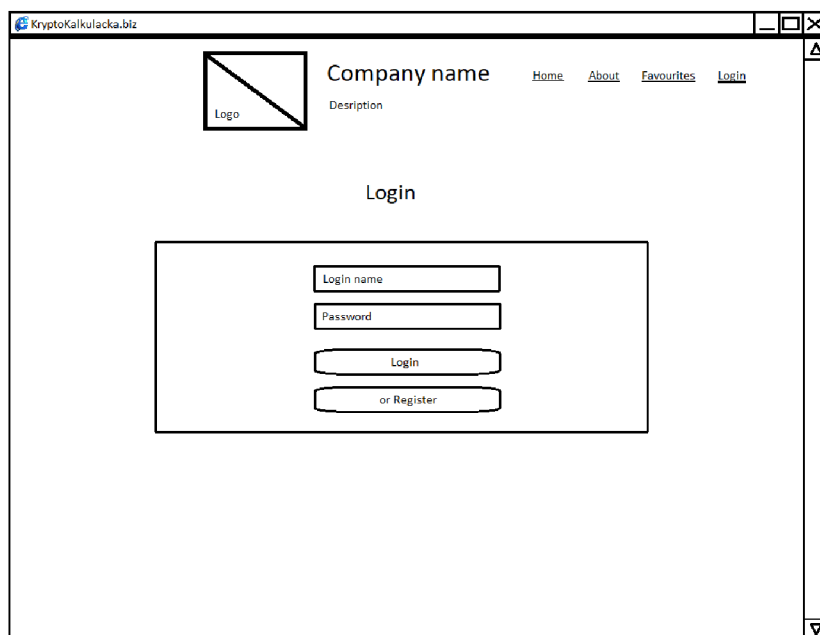 KryptoKalkulacka.biz
Logo
Company name
Desription
Home About Favourites Login
Login
Login name
Password
Login
or Register